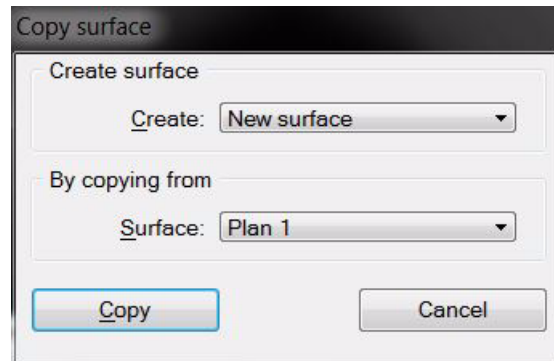 Copy surface
Create surface
Create: New surface
By copying from
Surface: Plan 1
Copy Cancel